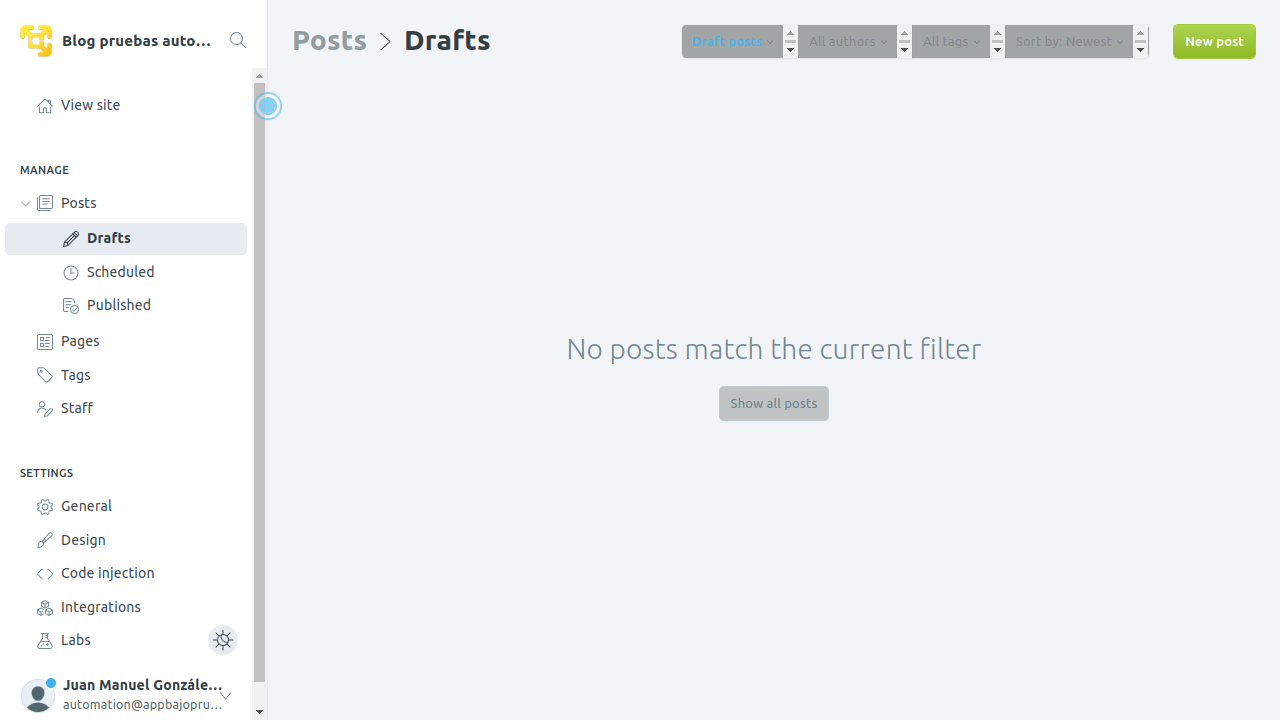 Blog pruebas auto...
View site
MANAGE
Posts
Drafts
Scheduled
Published
Pages
Tags
Staff
SETTINGS
General
Design
Code injection
Integrations
Labs
Juan Manuel Gonzále...
automation@appbajopru...
Posts > Drafts
Draft posts
All authors
All tags
Sort by: Newest
New post
No posts match the current filter
Show all posts